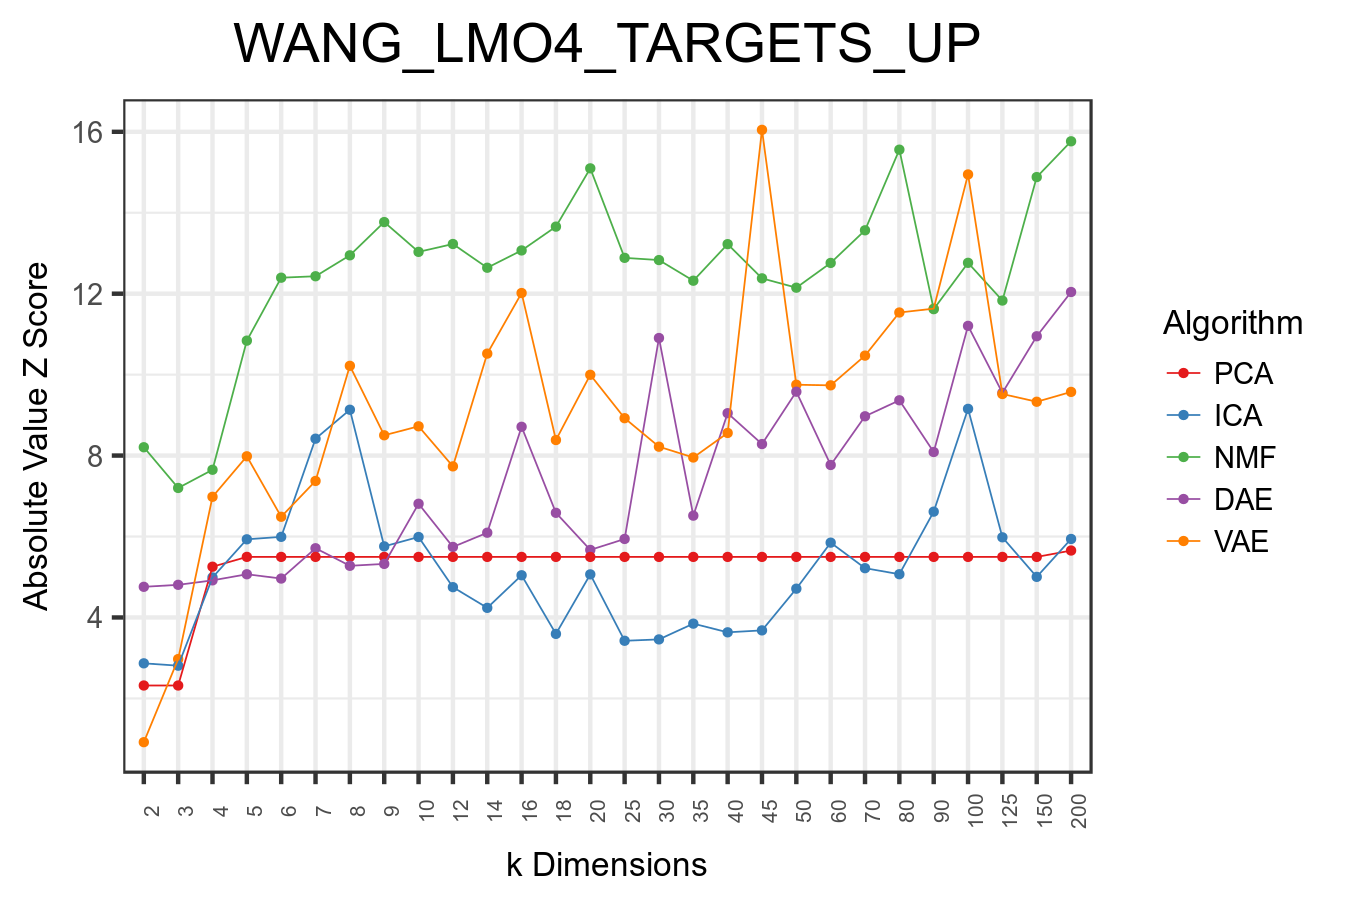 WANG_LMO4_TARGETS_UP
Absolute Value Z Score
16
12
8
4
2 3 4 5 6 7 8 9 10 12 14 16 18 20 25 30 35 40 45 50 60 70 80 90 100 125 150 200
k Dimensions
Algorithm
PCA
ICA
NMF
DAE
VAE